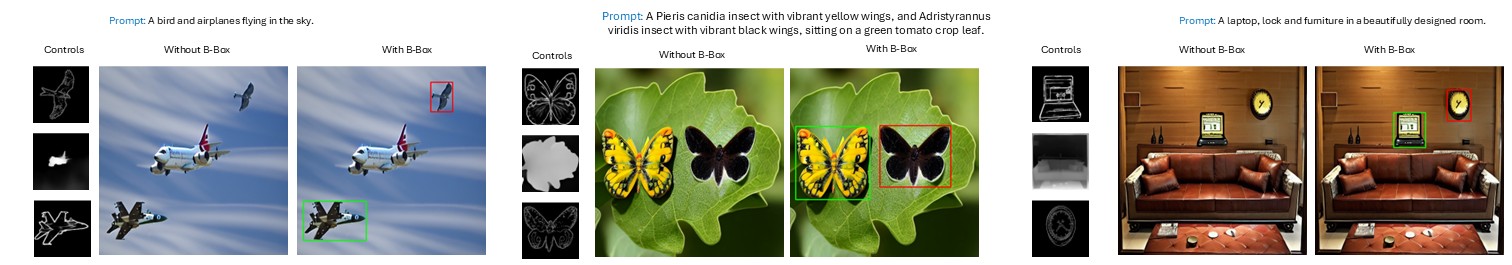 Prompt: A bird and airplanes flying in the sky.
Controls
Without B-Box
With B-Box
Prompt: A Pieris canidia insect with vibrant yellow wings, and Adristyrannus
viridis insect with vibrant black wings, sitting on a green tomato crop leaf.
Controls
Without B-Box
With B-Box
Prompt: A laptop, lock and furniture in a beautifully designed room.
Controls
Without B-Box
With B-Box